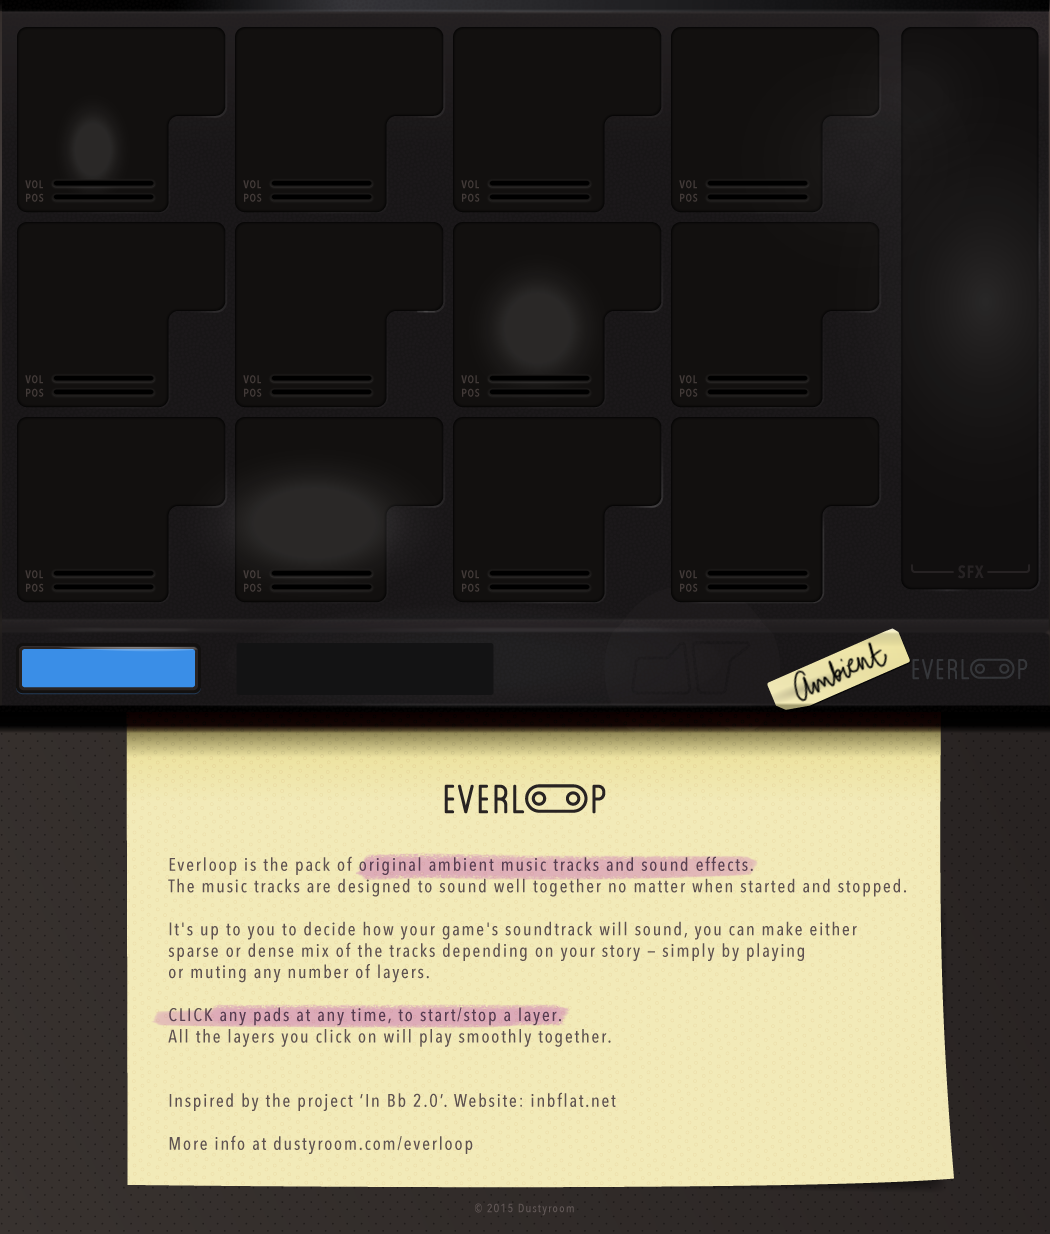 VOL
POS
VOL
POS
VOL
POS
VOL
POS
VOL
POS
VOL
POS
VOL
POS
VOL
POS
VOL
POS
VOL
POS
VOL
POS
VOL
POS
SFX
Ambient
EVERLOOP
EVERLOOP
Everloop is the pack of original ambient music tracks and sound effects.
The music tracks are designed to sound well together no matter when started and stopped.
It's up to you to decide how your game's soundtrack will sound, you can make either
sparse or dense mix of the tracks depending on your story – simply by playing
or muting any number of layers.
CLICK any pads at any time, to start/stop a layer.
All the layers you click on will play smoothly together.
Inspired by the project ‘In Bb 2.0’. Website: inbflat.net
More info at dustyroom.com/everloop
© 2015 Dustyroom